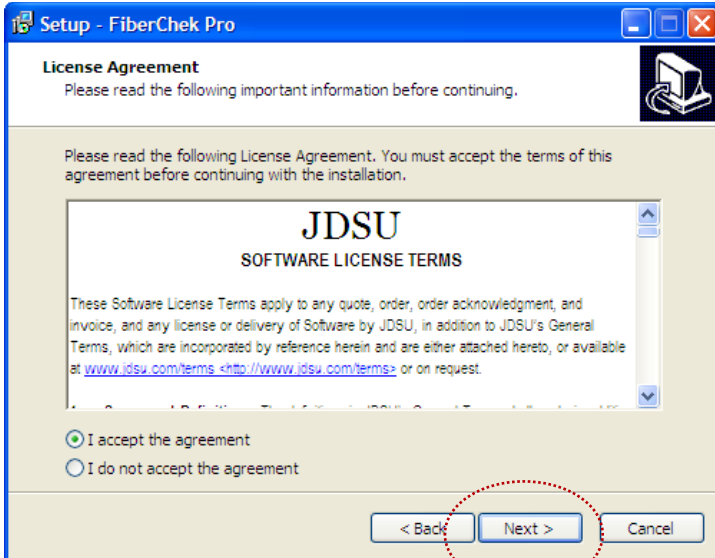 Setup - FiberChek Pro
License Agreement
Please read the following important information before continuing.
Please read the following License Agreement. You must accept the terms of this
agreement before continuing with the installation.
JDSU
SOFTWARE LICENSE TERMS
These Software License Terms apply to any quote, order, order acknowledgment, and
invoice, and any license or delivery of Software by JDSU, in addition to JDSU's General
Terms, which are incorporated by reference herein and are either attached hereto, or available
at www.jdsu.com/terms <http://www.jdsu.com/terms> or on request.
I accept the agreement
I do not accept the agreement
< Back
Next >
Cancel